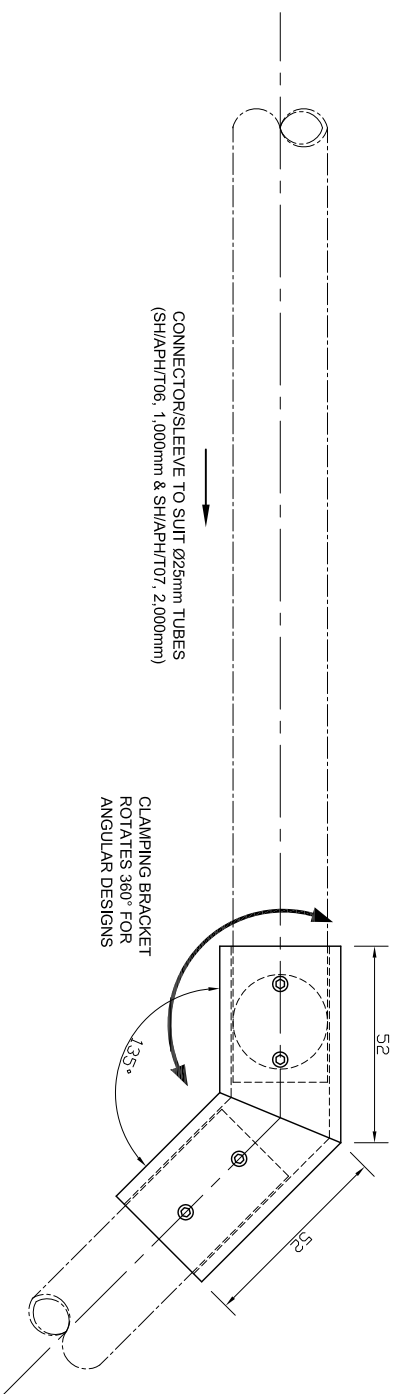 CONNECTOR/SLEEVE TO SUIT Ø25mm TUBES
(SH/APH/T06, 1,000mm & SH/APH/T07, 2,000mm)
CLAMPING BRACKET
ROTATES 360° FOR
ANGULAR DESIGNS
52
135°
52